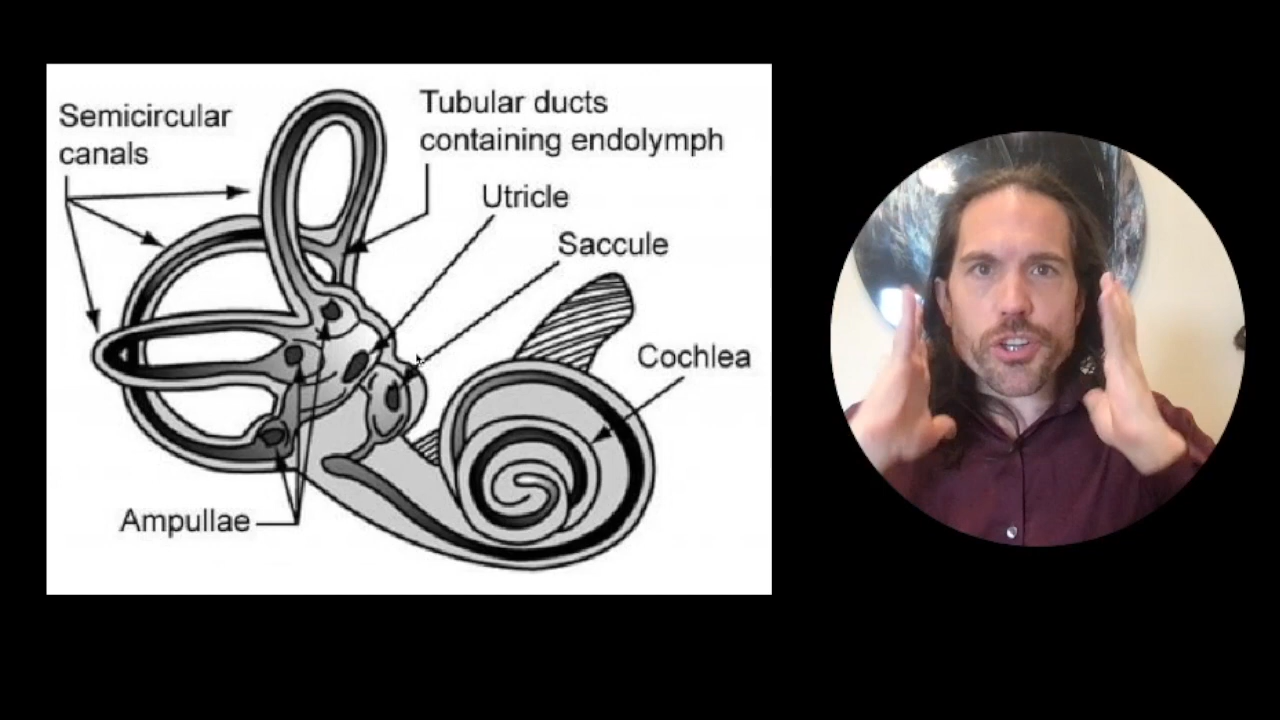 Semicircular
canals
Tubular ducts
containing endolymph
Utricle
Saccule
Cochlea
Ampullae